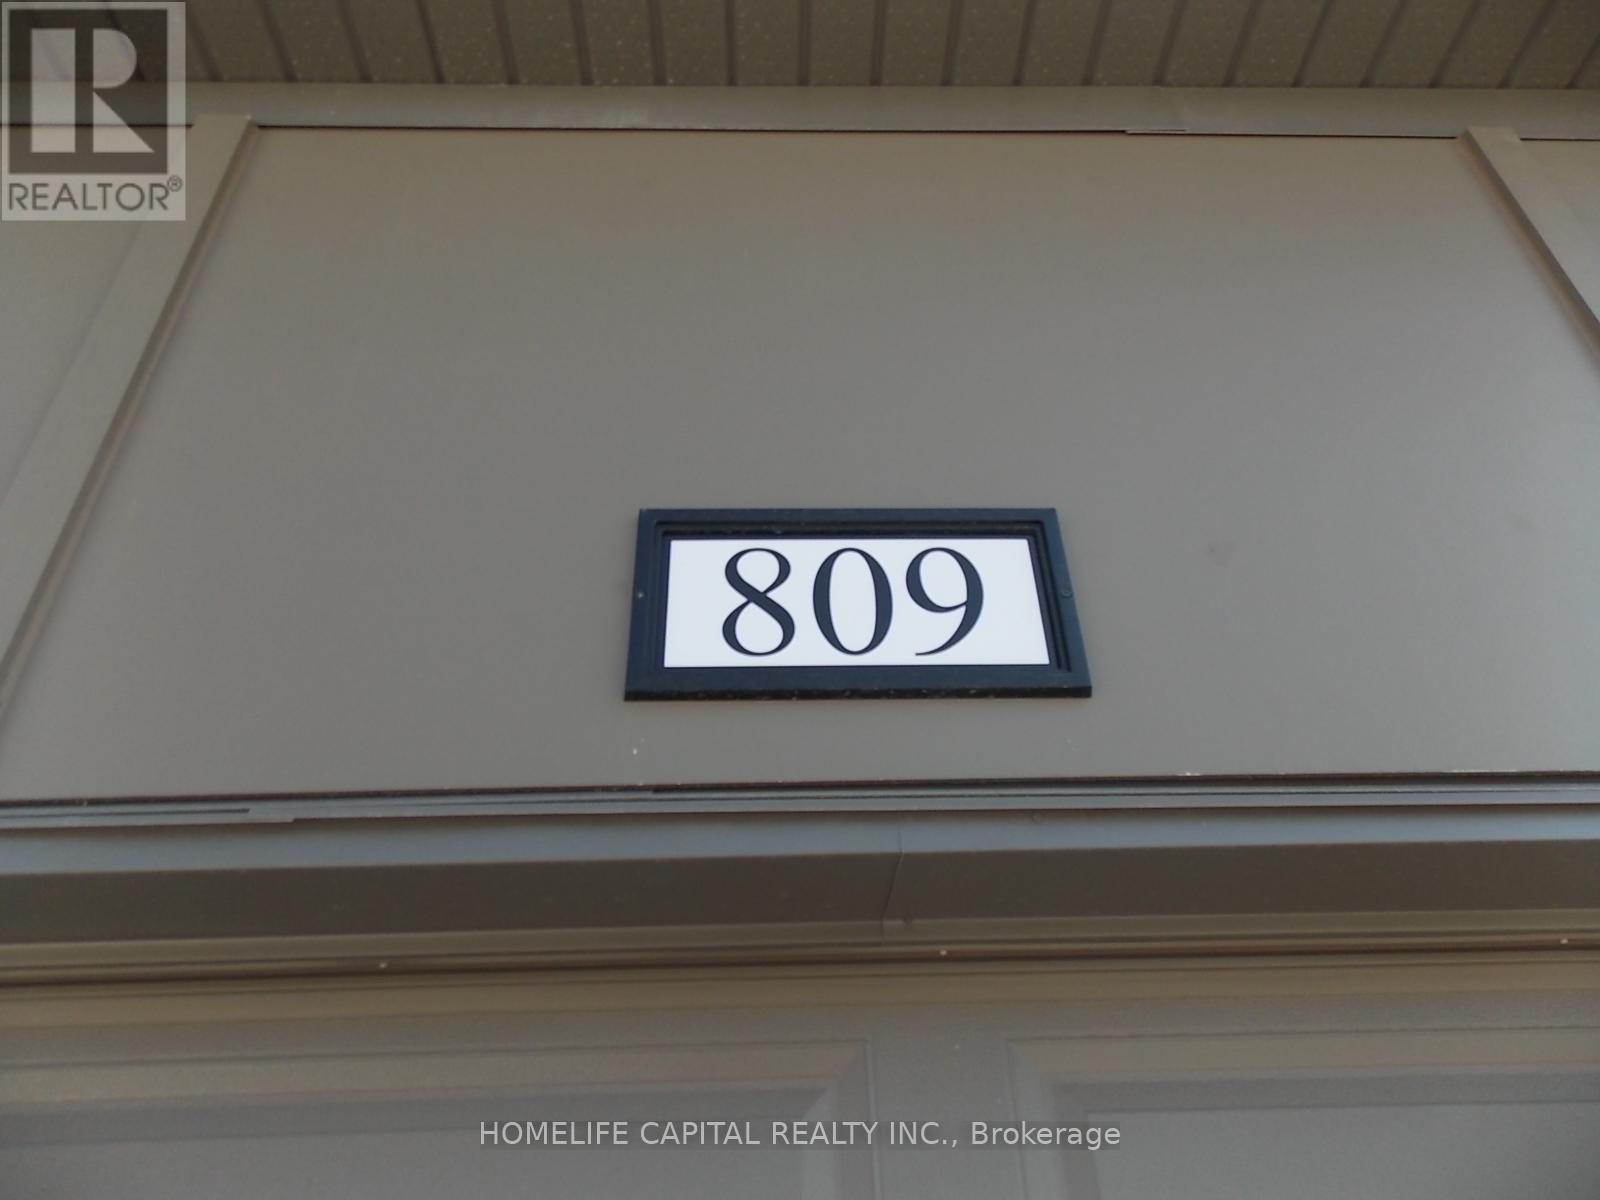 REALTOR®
809
HOMELIFE CAPITAL REALTY INC., Brokerage